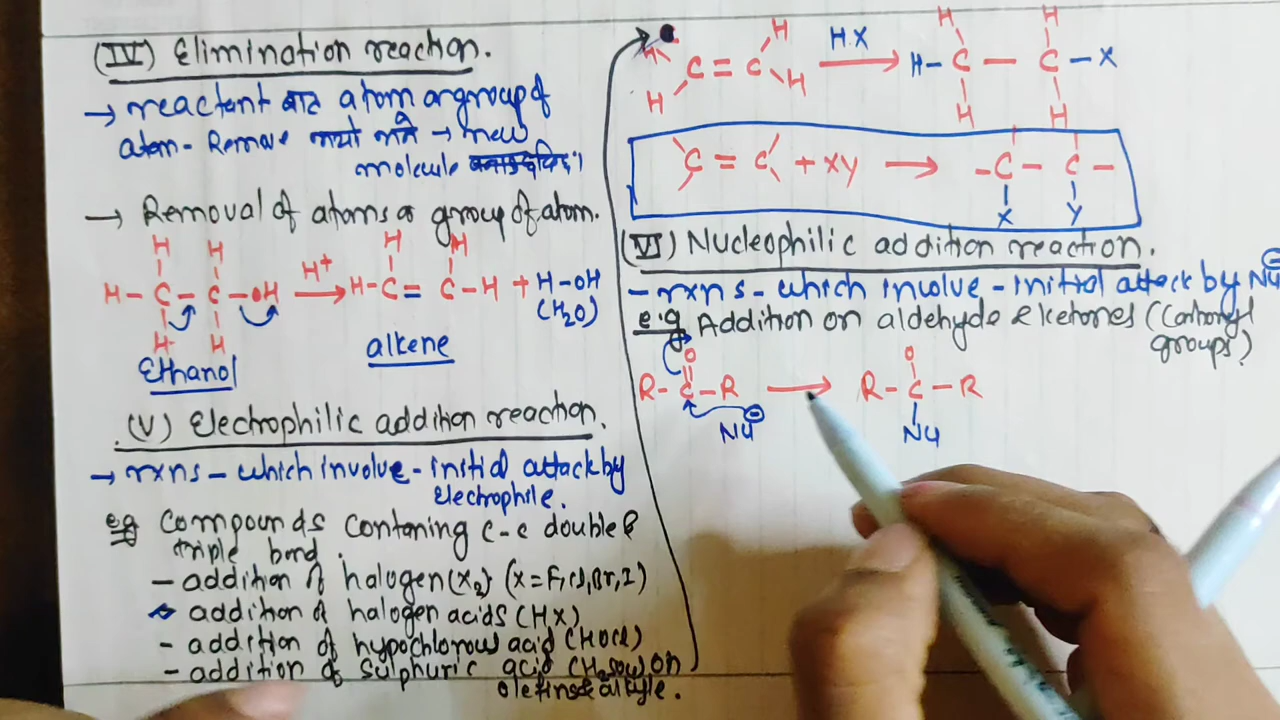 (IV) Elimination reaction.
→ reactant बाट atom or group of
atom - Remove गर्यो भने → new
molecule
→ Removal of atoms or group of atom.
H H
H - C - C - OH H+ → H - C = C - H + H-OH
H H
(H2O)
Ethanol
alkene
(V) Electrophilic addition reaction.
→ rxns - which involve - initial attack by
Electrophile.
eg Compounds Contaning C-C double &
triple bond.
- addition of halogen (X2) (X = F, Cl, Br, I)
addition of halogen acids (HX)
- addition of hypochlorous acid (HOCl)
- addition of Sulphuric acid (H2SO4) on
olefins & alkyle.
H H
C = C HX → H - C - C - X
H H
C = C + XY → - C - C -
X Y
(VI) Nucleophilic addition reaction.
- rxns - which involve - initial attack by Nu⊖
e.g Addition on aldehyde & ketones (Carbonyl
groups)
O
R - C - R → R - C - R
Nu⊖ Nu